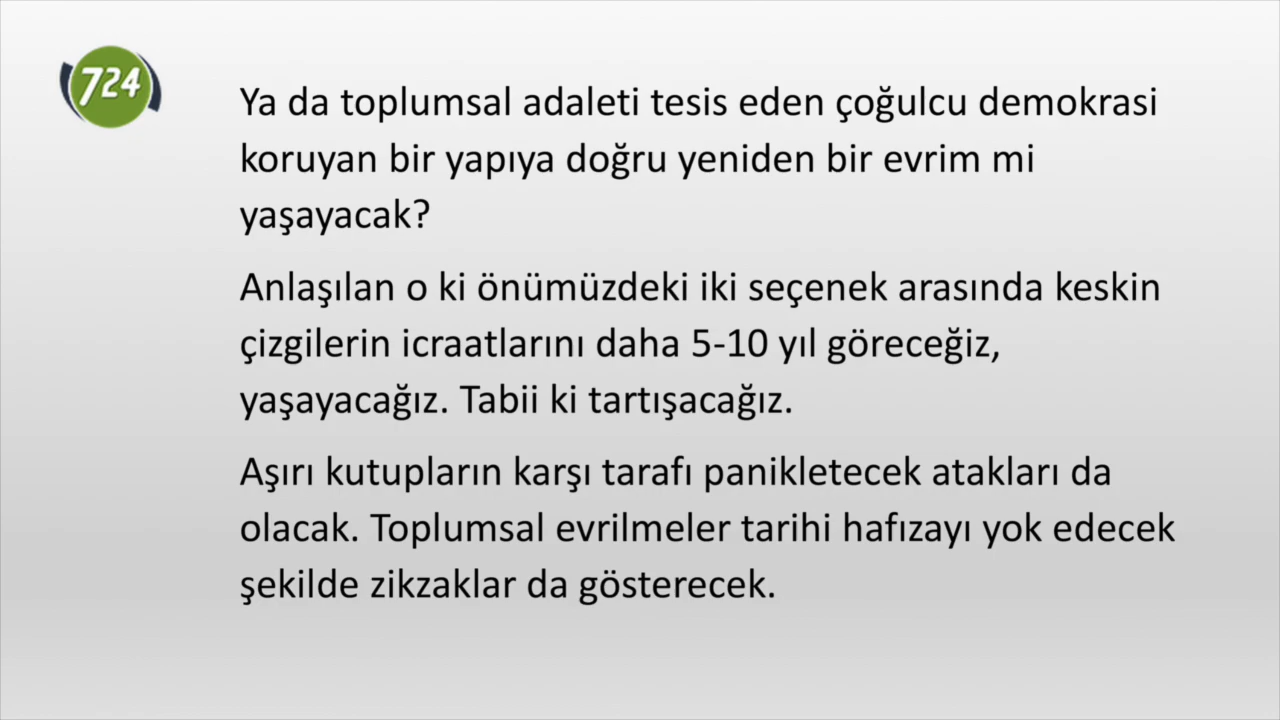 724
Ya da toplumsal adaleti tesis eden çoğulcu demokrasi
koruyan bir yapıya doğru yeniden bir evrim mi
yaşayacak?
Anlaşılan o ki önümüzdeki iki seçenek arasında keskin
çizgilerin icraatlarını daha 5-10 yıl göreceğiz,
yaşayacağız. Tabii ki tartışacağız.
Aşırı kutupların karşı tarafı panikletecek atakları da
olacak. Toplumsal evrilmeler tarihi hafızayı yok edecek
şekilde zikzaklar da gösterecek.